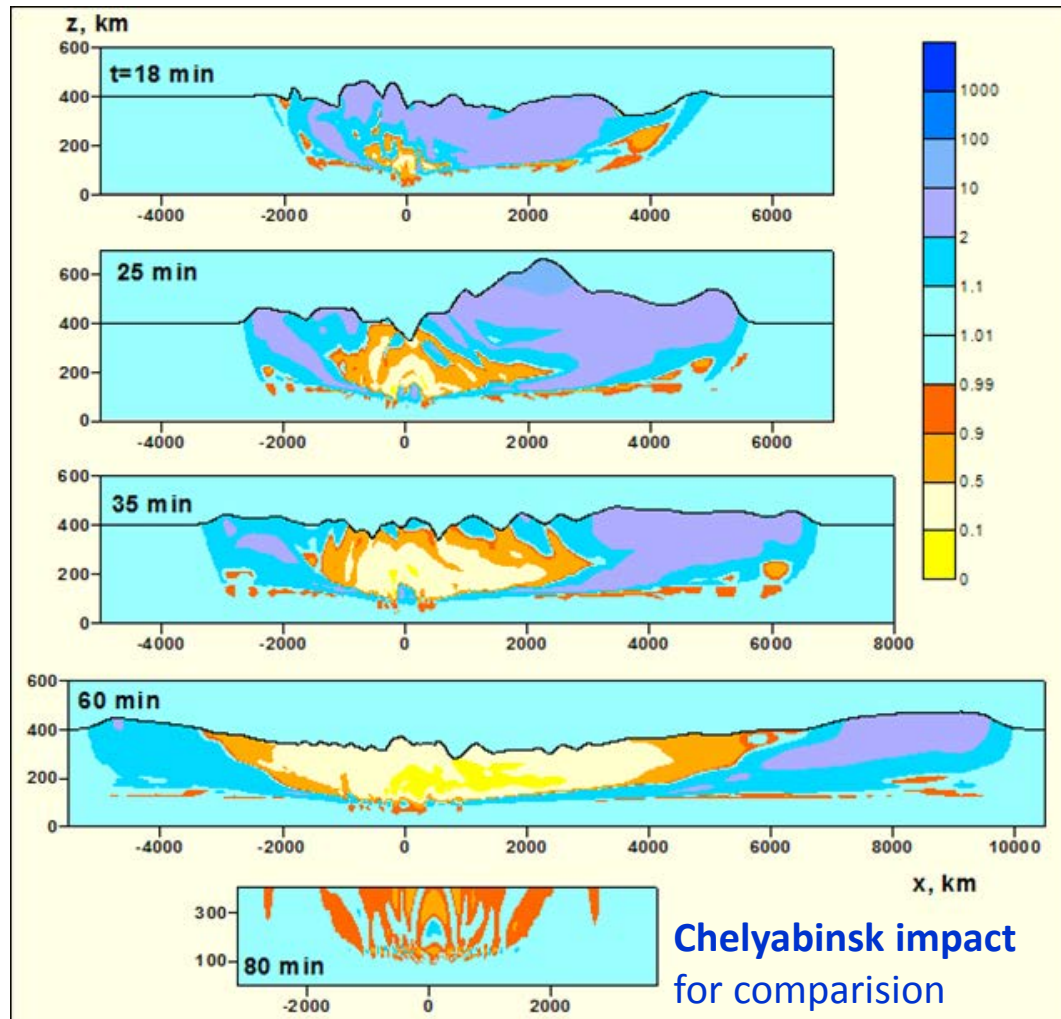 z, km
600
t=18 min
400
200
0
-4000 -2000 0 2000 4000 6000
25 min
600
400
200
0
-4000 -2000 0 2000 4000 6000
600
35 min
400
200
0
-4000 -2000 0 2000 4000 6000 8000
600
60 min
400
200
0
-4000 -2000 0 2000 4000 6000 8000 10000
x, km
300
100
80 min
-2000 0 2000
1000
100
10
2
1.1
1.01
0.99
0.9
0.5
0.1
0
Chelyabinsk impact
for comparision